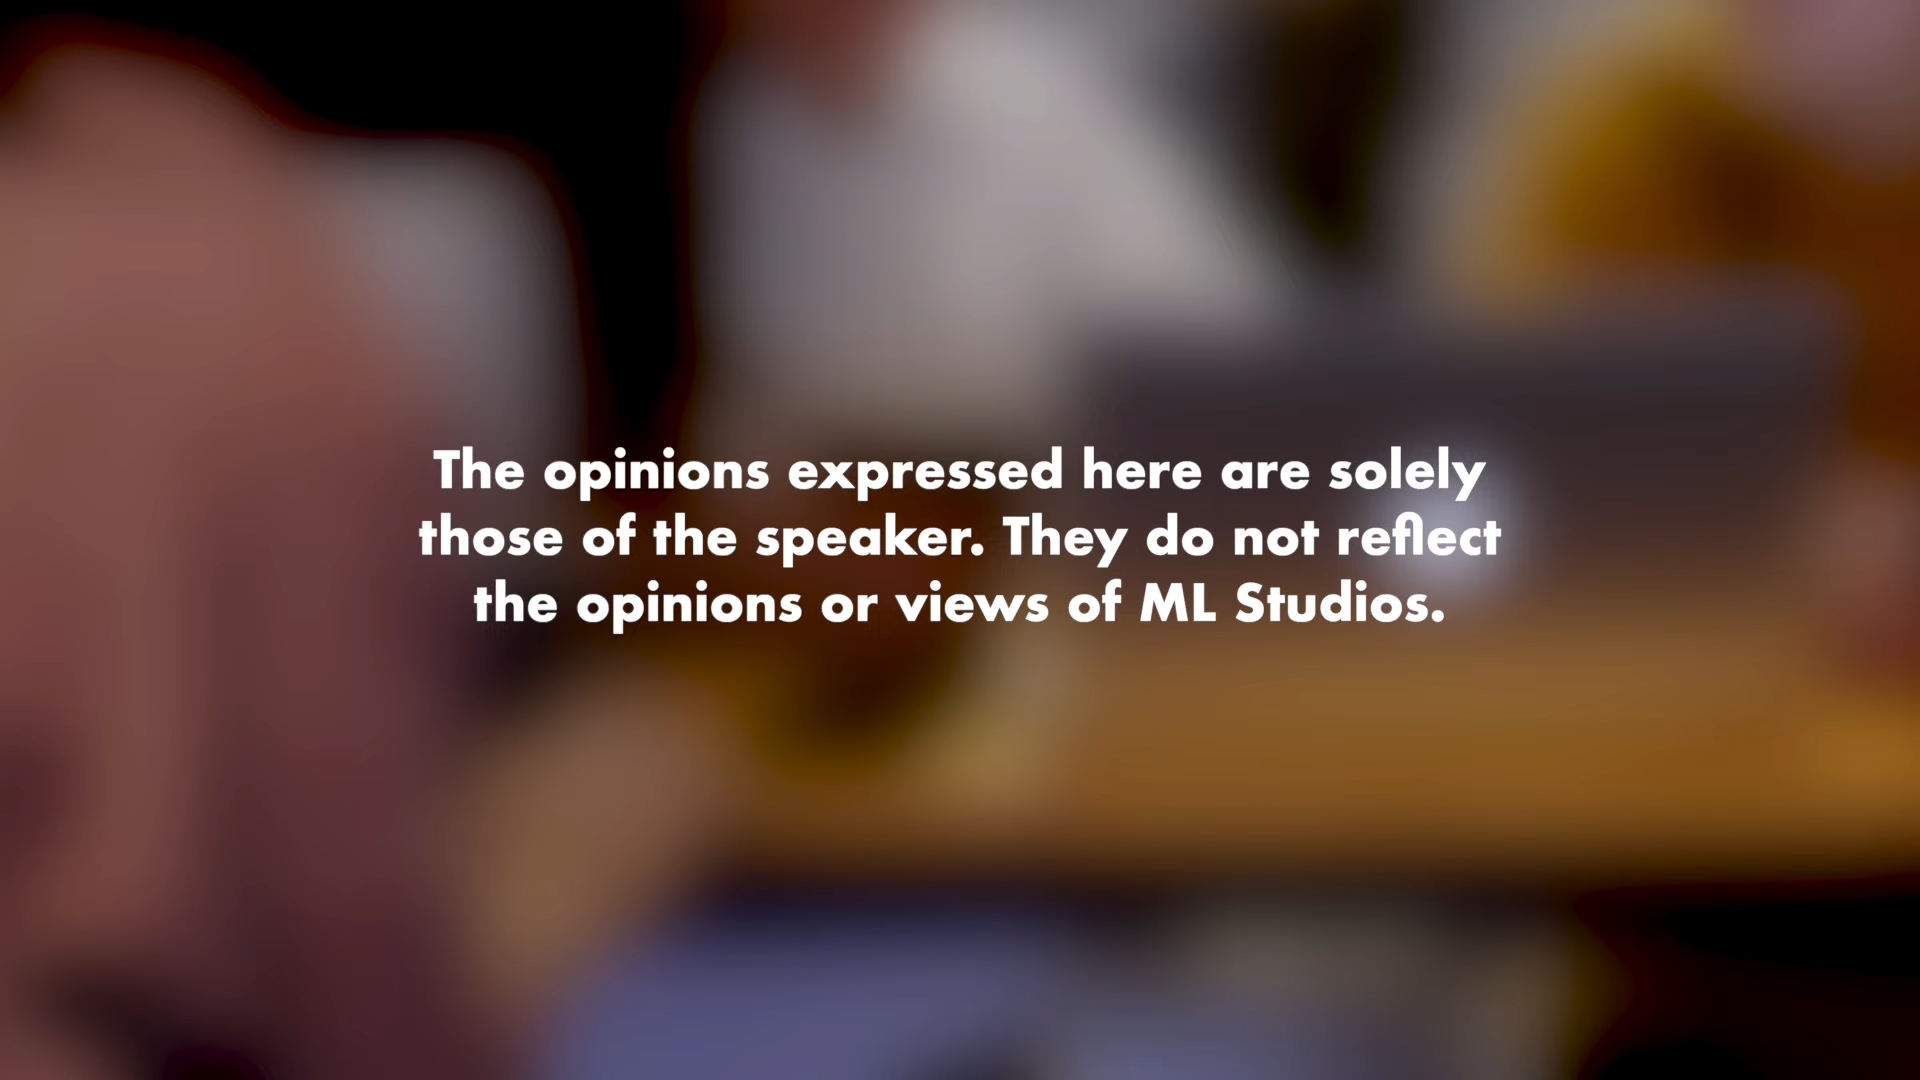 The opinions expressed here are solely
those of the speaker. They do not reflect
the opinions or views of ML Studios.